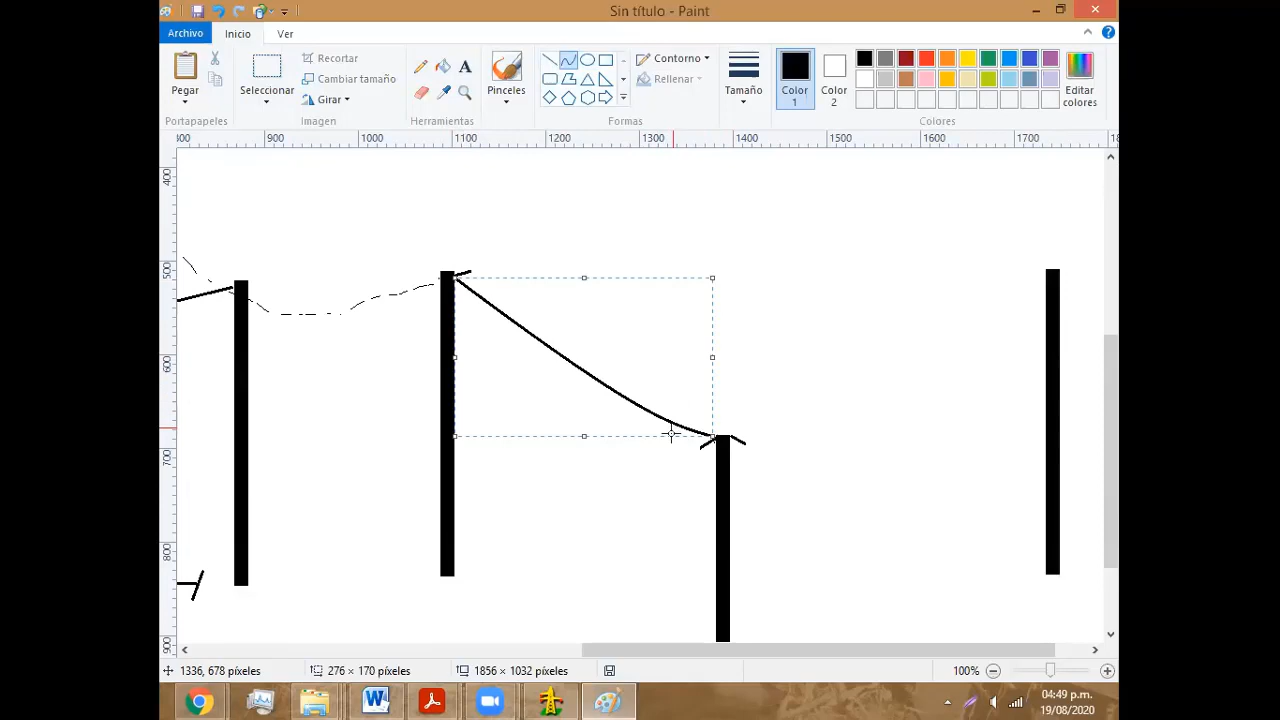 Sin título - Paint
Archivo
Inicio
Ver
Pegar
Portapapeles
Seleccionar
Recortar
Cambiar tamaño
Girar
Imagen
A
Herramientas
Pinceles
Contorno
Rellenar
Formas
Tamaño
Color
1
Color
2
Editar
colores
Colores
900 1000 1100 1200 1300 1400 1500 1600 1700
400
500
600
700
800
900
1336, 678 píxeles
276 × 170 píxeles
1856 × 1032 píxeles
100%
04:49 p.m.
19/08/2020